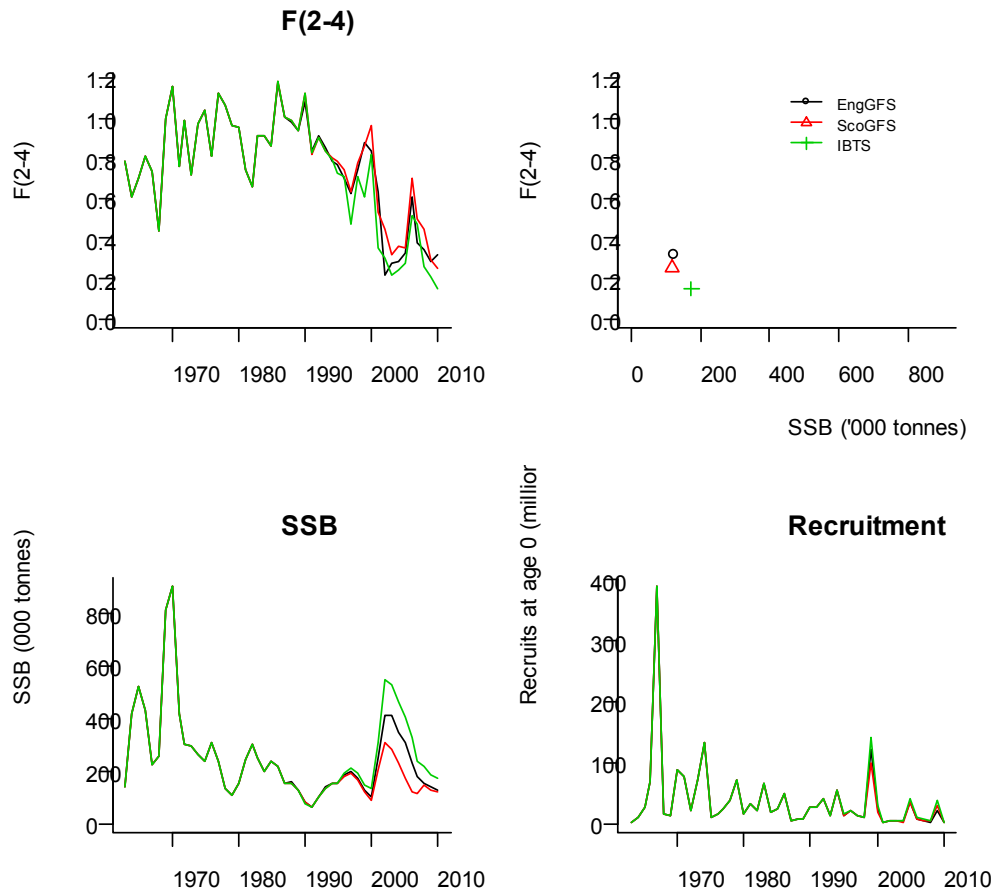 F(2-4)
F(2-4)
1.2
1.0
0.8
0.6
0.4
0.2
0.0
1970 1980 1990 2000 2010
F(2-4)
1.2
1.0
0.8
0.6
0.4
0.2
0.0
EngGFS
ScoGFS
IBTS
0 200 400 600 800
SSB ('000 tonnes)
SSB
SSB (000 tonnes)
800
600
400
200
0
1970 1980 1990 2000 2010
Recruitment
Recruits at age 0 (millior
400
300
200
100
0
1970 1980 1990 2000 2010